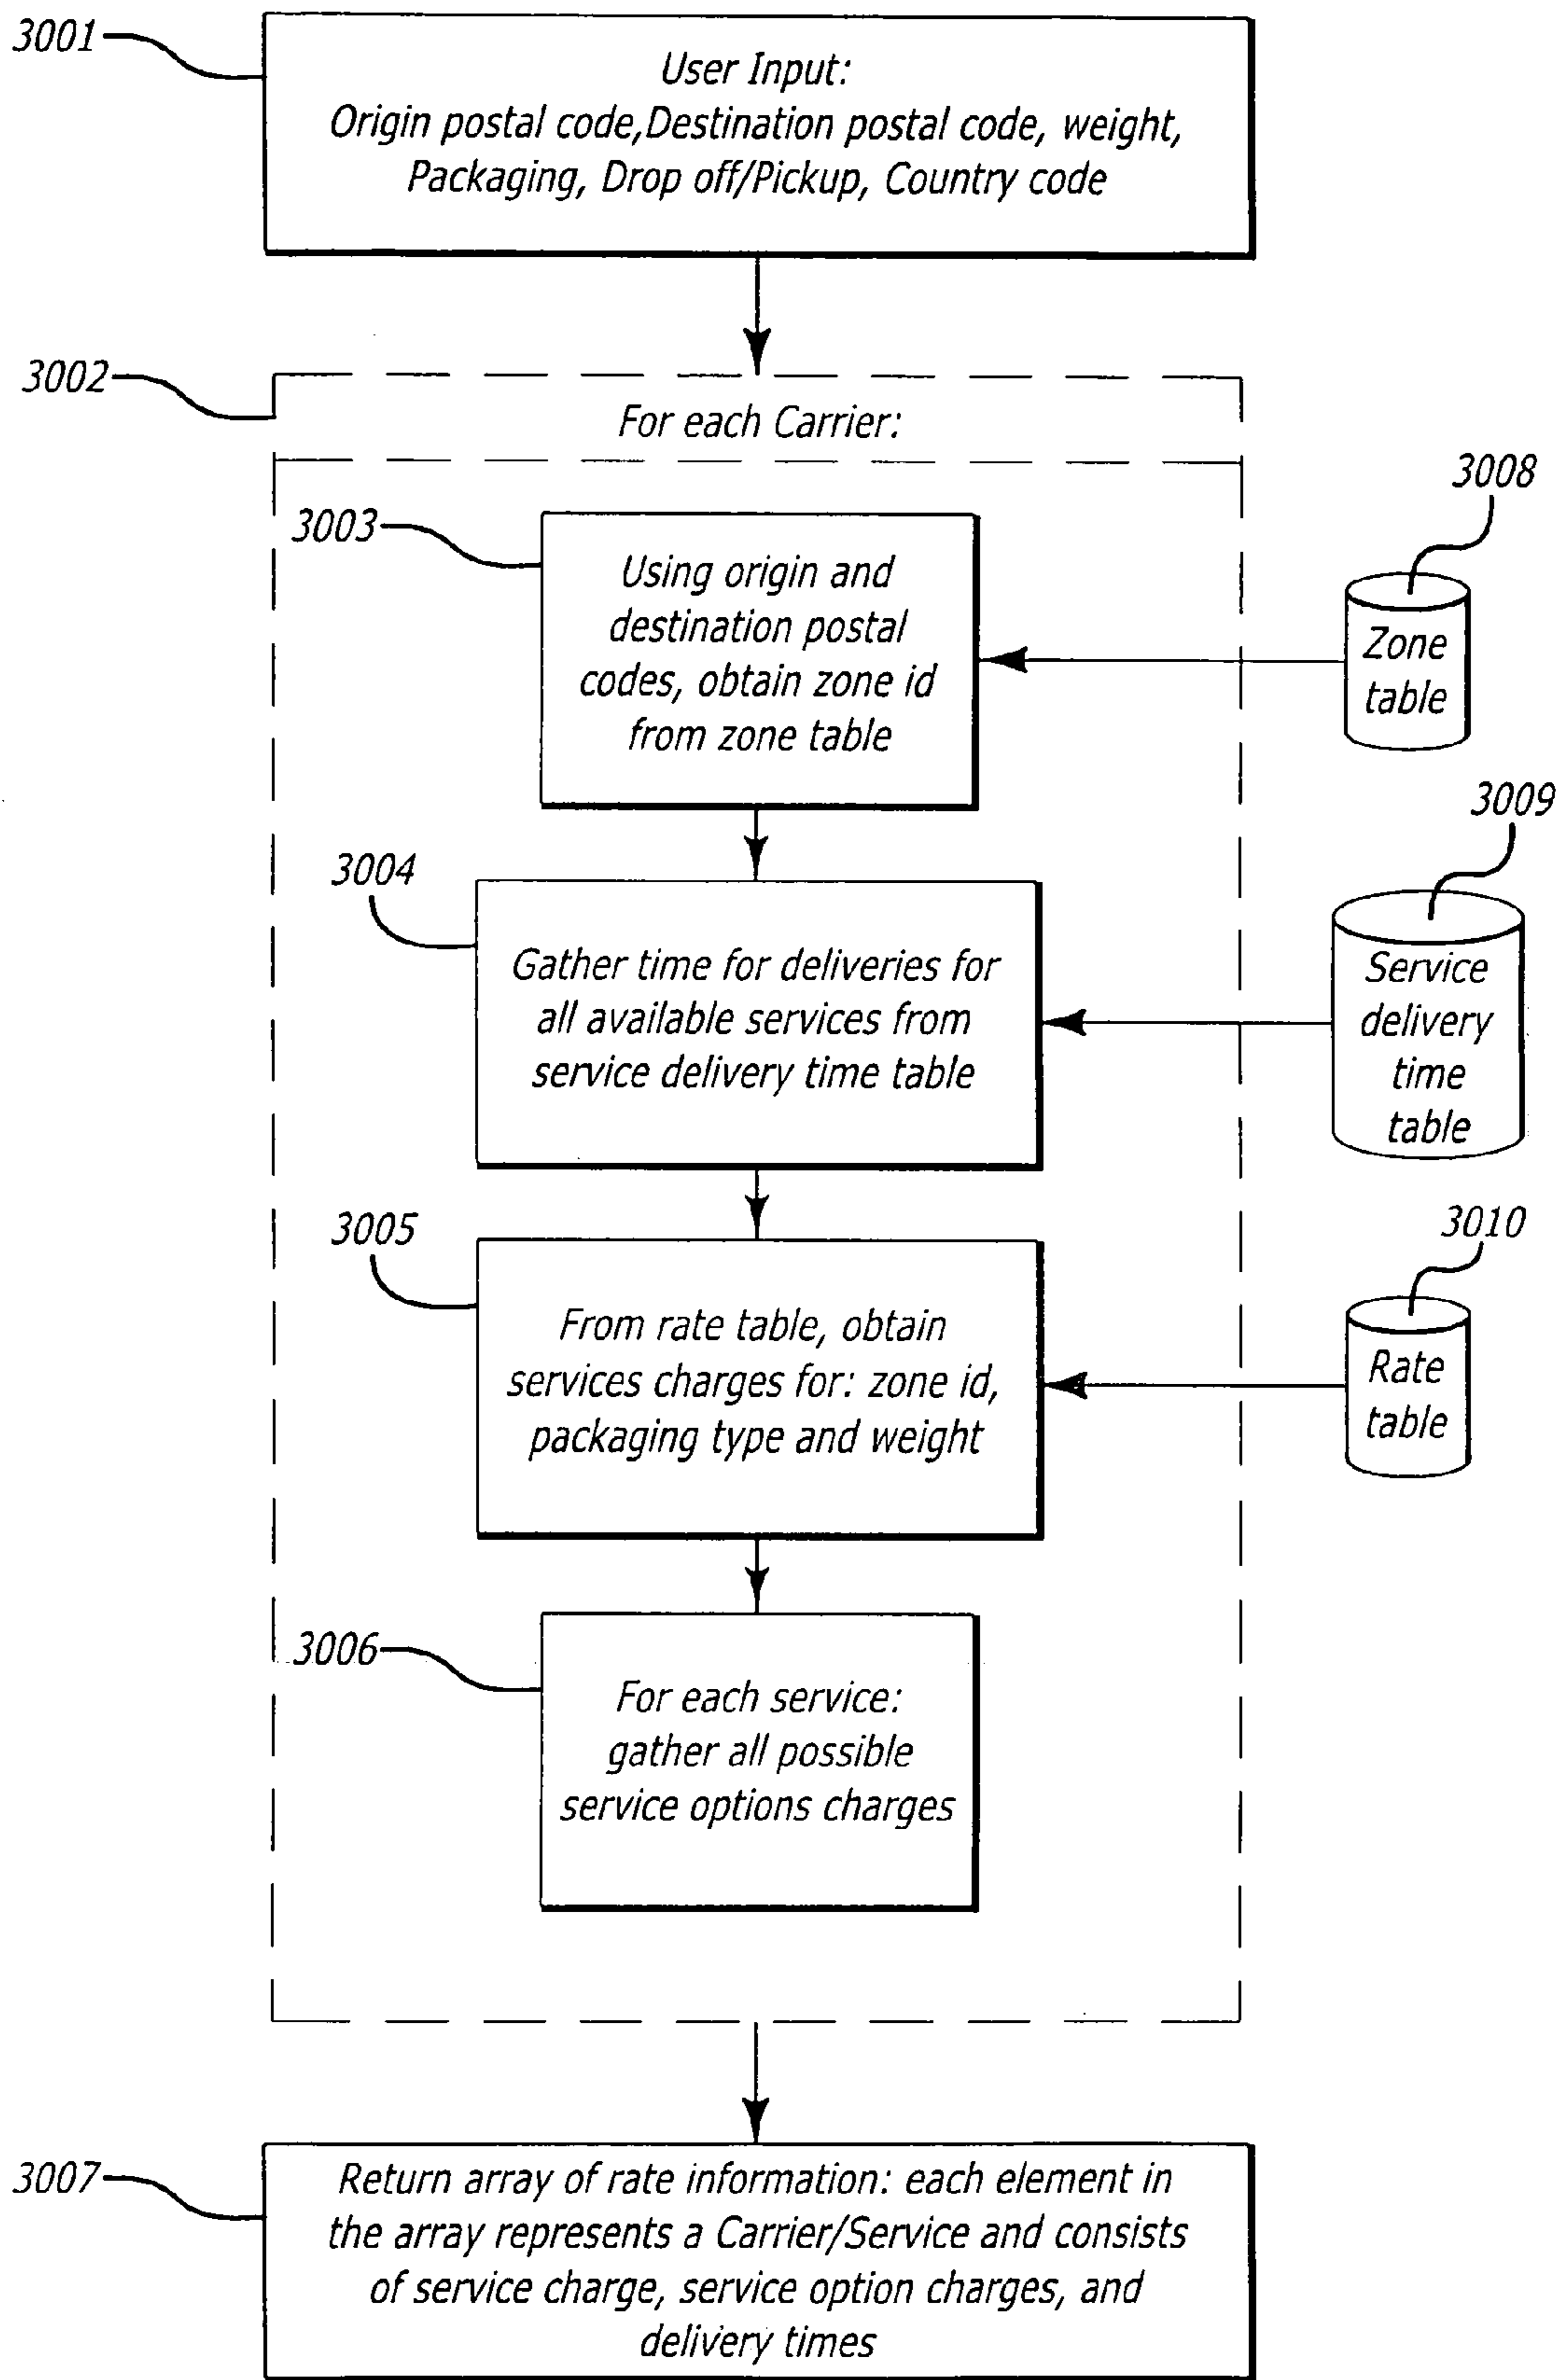 3001
User Input:
Origin postal code,Destination postal code, weight,
Packaging, Drop off/Pickup, Country code
3002
For each Carrier:
3003
Using origin and
destination postal
codes, obtain zone id
from zone table
3008
Zone
table
3004
Gather time for deliveries for
all available services from
service delivery time table
3009
Service
delivery
time
table
3005
From rate table, obtain
services charges for: zone id,
packaging type and weight
3010
Rate
table
3006
For each service:
gather all possible
service options charges
3007
Return array of rate information: each element in
the array represents a Carrier/Service and consists
of service charge, service option charges, and
delivery times